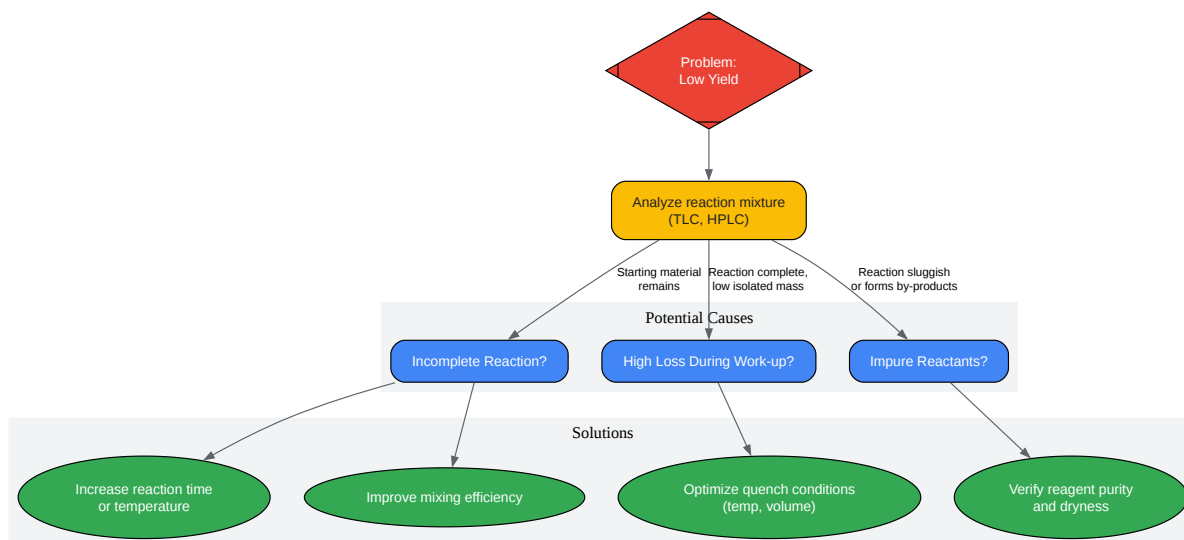 Problem:
Low Yield
Analyze reaction mixture
(TLC, HPLC)
Starting material
remains
Reaction complete,
low isolated mass
Reaction sluggish
or forms by-products
Potential Causes
Incomplete Reaction?
High Loss During Work-up?
Impure Reactants?
Solutions
Increase reaction time
or temperature
Improve mixing efficiency
Optimize quench conditions
(temp, volume)
Verify reagent purity
and dryness